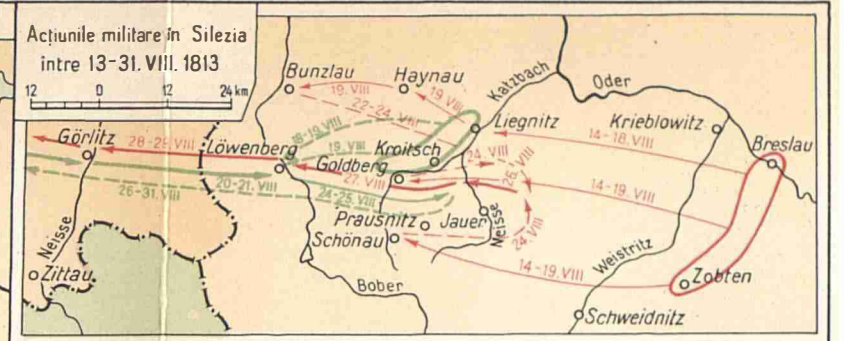 Acțiunile militare în Silezia
între 13-31. VIII. 1813
12 0 12 24 km
Bunzlau
Haynau
Katzbach
Oder
19. VIII
19. VIII
22-24. VIII
Liegnitz
Krieblowitz
Breslau
14-18. VIII
Görlitz
28-29. VIII
Löwenberg
18-19. VIII
19. VIII
Kroitsch
24. VIII
Goldberg
27. VIII
26. VIII
14-19. VIII
26-31. VIII
20-21. VIII
24-25. VIII
Prausnitz
Jauer
Neisse
24. VIII
Schönau
Neisse
Zittau
Bober
Weistritz
14-19. VIII
Zobten
Schweidnitz